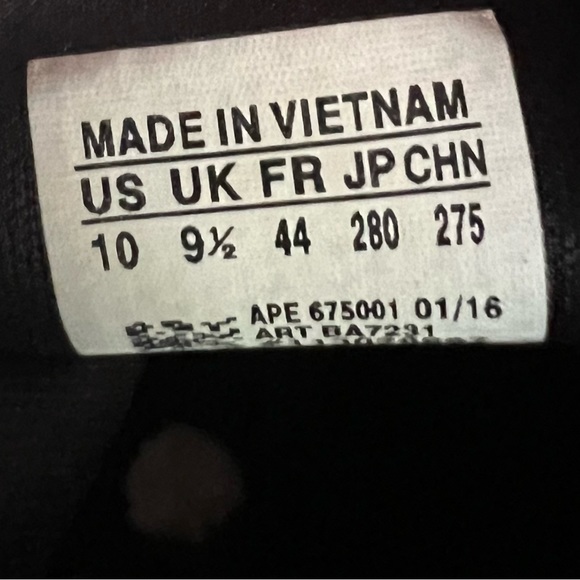 MADE IN VIETNAM
US UK FR JP CHN
10 9½ 44 280 275
APE 675001 01/16
ART BA7231